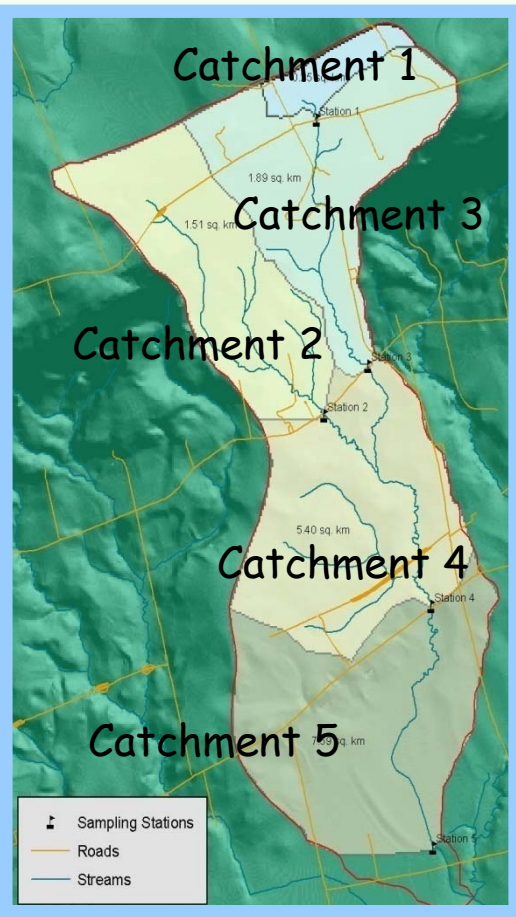 Catchment 1
Station 1
1.89 sq. km
Catchment 3
1.51 sq. km
Catchment 2
Station 3
Station 2
5.40 sq. km
Catchment 4
Station 4
Catchment 5
sq. km
Station 5
Sampling Stations
Roads
Streams